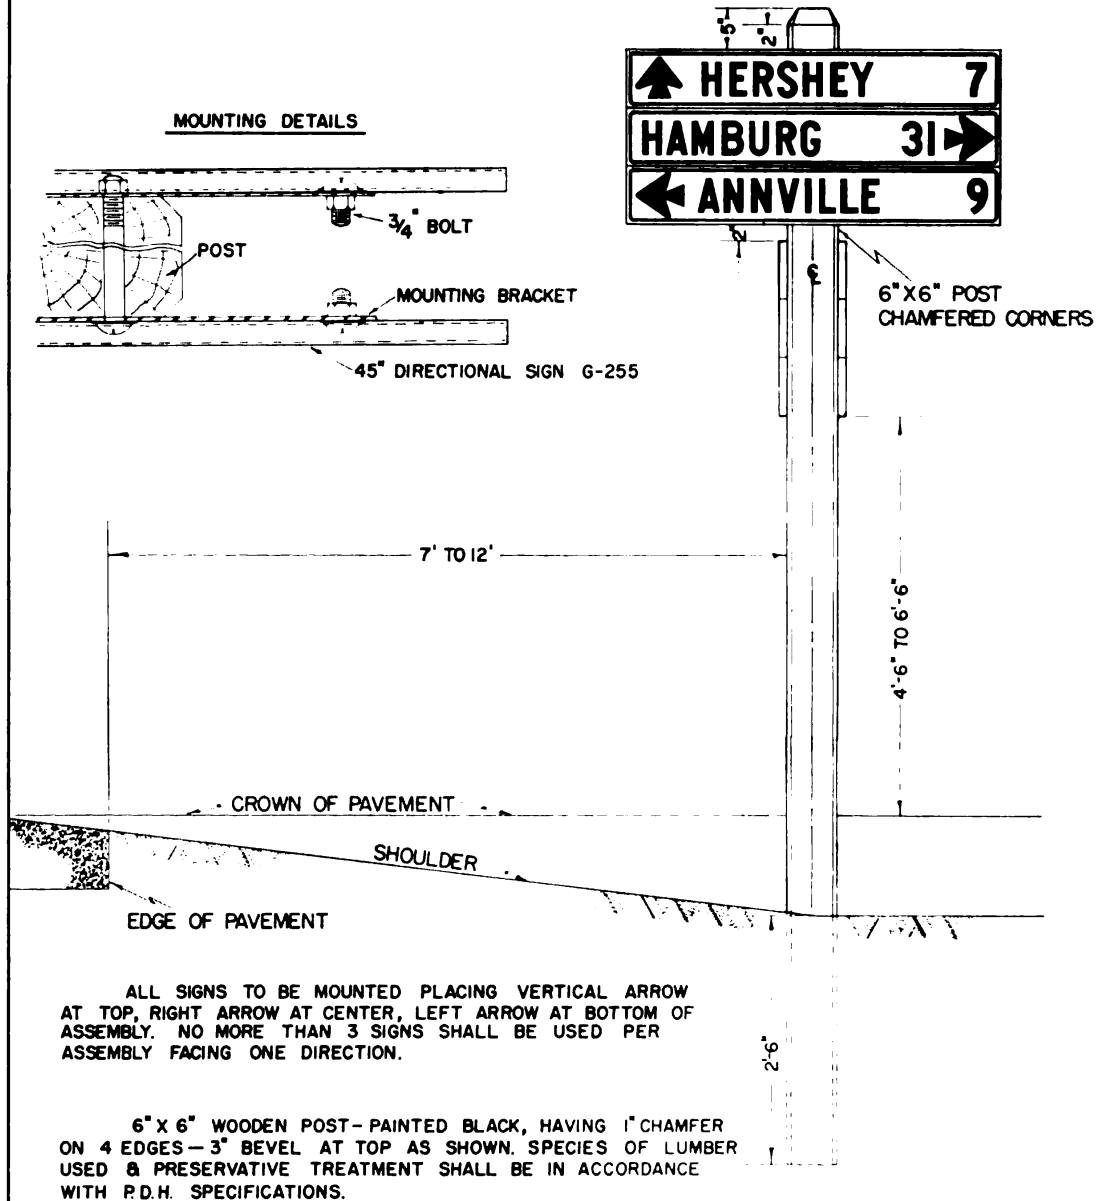 5" 2"
HERSHEY 7
HAMBURG 31
ANNVILLE 9
2"
℄
6" X 6" POST
CHAMFERED CORNERS
MOUNTING DETAILS
3/4" BOLT
POST
MOUNTING BRACKET
45" DIRECTIONAL SIGN G-255
7' TO 12'
4'-6" TO 6'-6"
CROWN OF PAVEMENT
SHOULDER
EDGE OF PAVEMENT
2'-6"
ALL SIGNS TO BE MOUNTED PLACING VERTICAL ARROW
AT TOP, RIGHT ARROW AT CENTER, LEFT ARROW AT BOTTOM OF
ASSEMBLY. NO MORE THAN 3 SIGNS SHALL BE USED PER
ASSEMBLY FACING ONE DIRECTION.
6" X 6" WOODEN POST - PAINTED BLACK, HAVING 1" CHAMFER
ON 4 EDGES — 3" BEVEL AT TOP AS SHOWN. SPECIES OF LUMBER
USED & PRESERVATIVE TREATMENT SHALL BE IN ACCORDANCE
WITH P.D.H. SPECIFICATIONS.